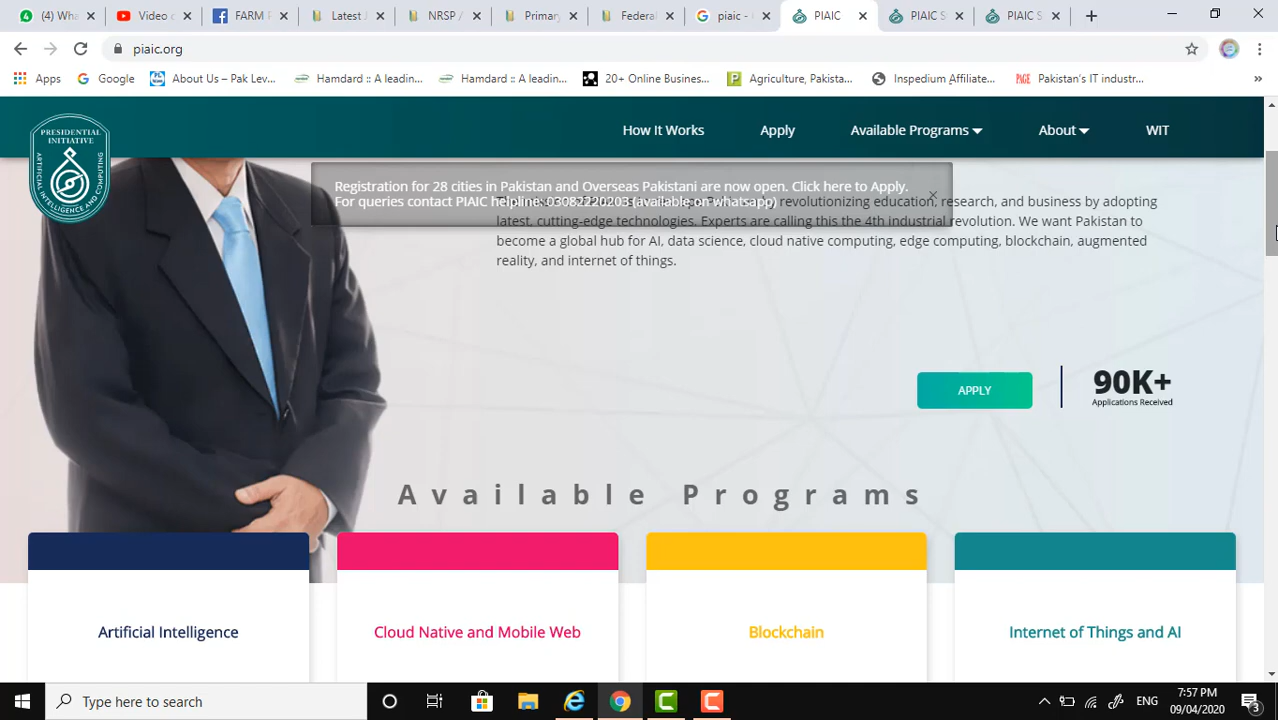 (4) Wha
Video c
FARM P
Latest J
NRSP /
Primary
Federal
piaic -
PIAIC
PIAIC S
PIAIC S
piaic.org
Apps
Google
About Us – Pak Lev...
Hamdard :: A leadin...
Hamdard :: A leadin...
20+ Online Business...
Agriculture, Pakista...
Inspedium Affiliate...
Pakistan's IT industr...
»
PRESIDENTIAL
INITIATIVE
ARTIFICIAL INTELLIGENCE AND COMPUTING
How It Works
Apply
Available Programs
About
WIT
Registration for 28 cities in Pakistan and Overseas Pakistani are now open. Click here to Apply.
For queries contact PIAIC helpline: 03082220203 (available on whatsapp)
revolutionizing education, research, and business by adopting
latest, cutting-edge technologies. Experts are calling this the 4th industrial revolution. We want Pakistan to
become a global hub for AI, data science, cloud native computing, edge computing, blockchain, augmented
reality, and internet of things.
APPLY
90K+
Applications Received
Available Programs
Artificial Intelligence
Cloud Native and Mobile Web
Blockchain
Internet of Things and AI
Type here to search
ENG
7:57 PM
09/04/2020
3